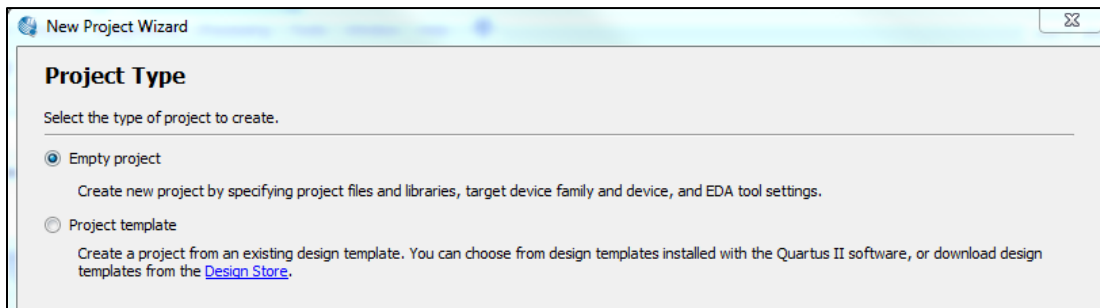 New Project Wizard
Project Type
Select the type of project to create.
Empty project
Create new project by specifying project files and libraries, target device family and device, and EDA tool settings.
Project template
Create a project from an existing design template. You can choose from design templates installed with the Quartus II software, or download design
templates from the Design Store.